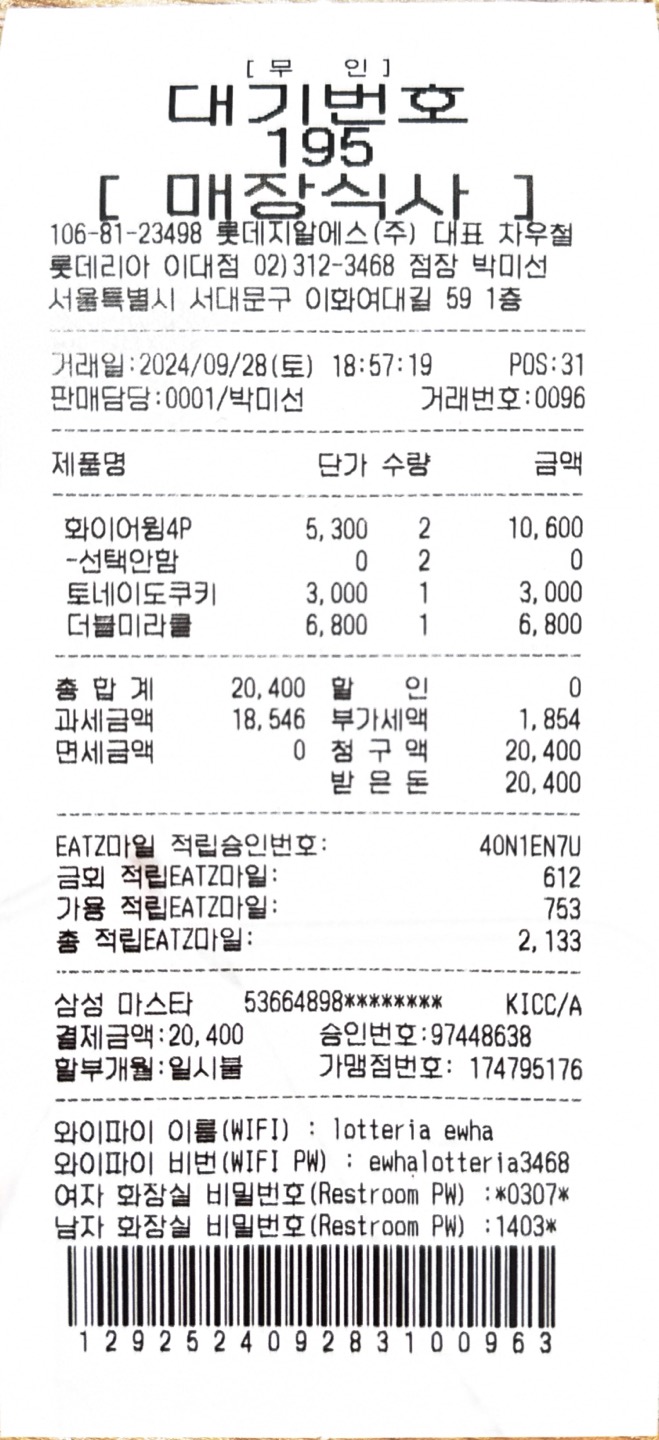 [ 무 인 ]
대기번호
195
[ 매장식사 ]
106-81-23498 롯데지알에스(주) 대표 차우철
롯데리아 이대점 02)312-3468 점장 박미선
서울특별시 서대문구 이화여대길 59 1층
거래일:2024/09/28(토) 18:57:19 POS:31
판매담당:0001/박미선 거래번호:0096
제품명 단가 수량 금액
화이어윙4P 5,300 2 10,600
-선택안함 0 2 0
토네이도쿠키 3,000 1 3,000
더블미라클 6,800 1 6,800
총 합 계 20,400 할 인 0
과세금액 18,546 부가세액 1,854
면세금액 0 청 구 액 20,400
받 은 돈 20,400
EATZ마일 적립승인번호: 40N1EN7U
금회 적립EATZ마일: 612
가용 적립EATZ마일: 753
총 적립EATZ마일: 2,133
삼성 마스타 53664898******** KICC/A
결제금액:20,400 승인번호:97448638
할부개월:일시불 가맹점번호: 174795176
와이파이 이름(WIFI) : lotteria ewha
와이파이 비번(WIFI PW) : ewhalotteria3468
여자 화장실 비밀번호(Restroom PW) :*0307*
남자 화장실 비밀번호(Restroom PW) :1403*
129252409283100963